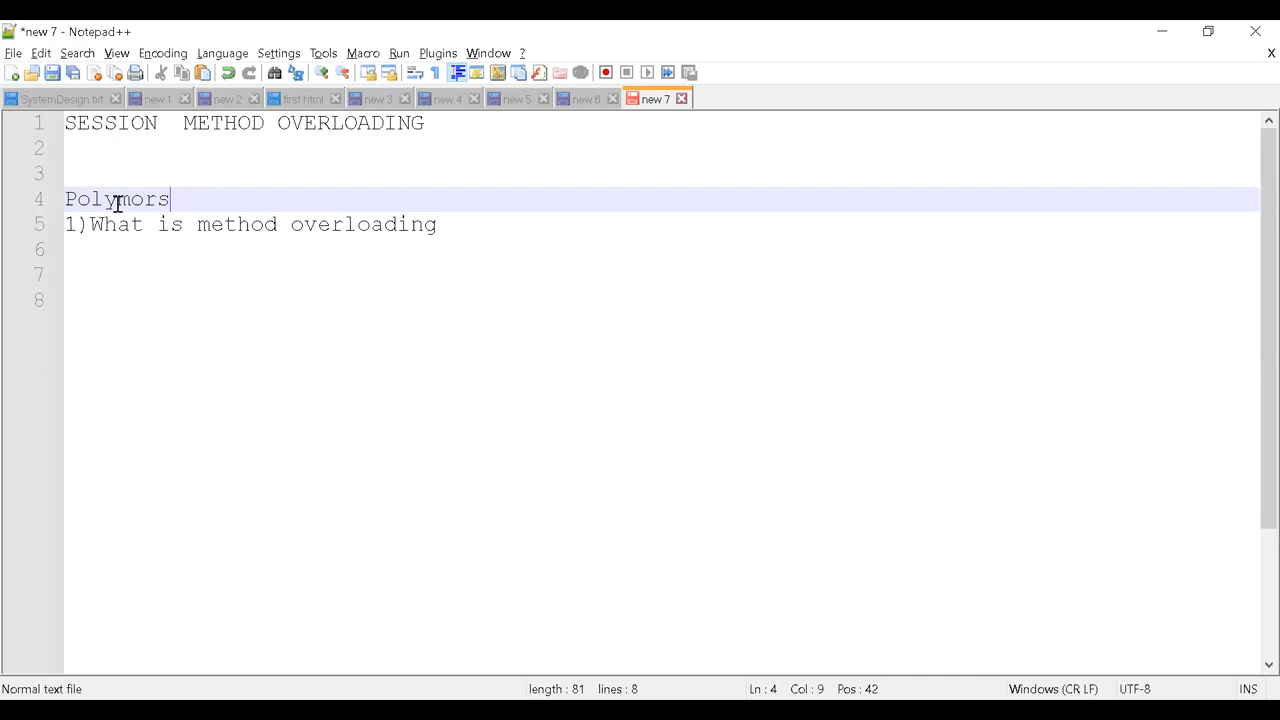 *new 7 - Notepad++
File Edit Search View Encoding Language Settings Tools Macro Run Plugins Window ?
X
SystemDesign.txt new 1 new 2 first html new 3 new 4 new 5 new 6 new 7
1 SESSION  METHOD OVERLOADING
2
3
4 Polymors
5 1)What is method overloading
6
7
8
Normal text file length : 81 lines : 8 Ln : 4 Col : 9 Pos : 42 Windows (CR LF) UTF-8 INS